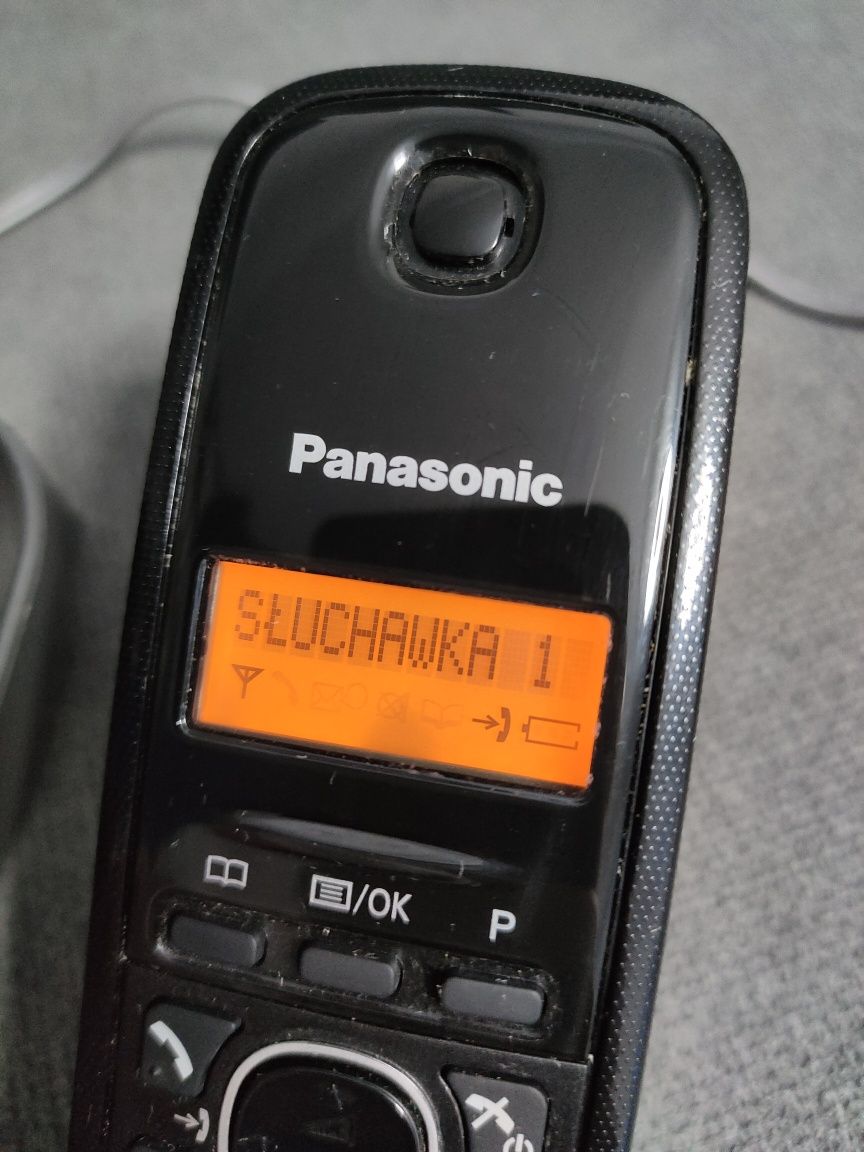 Panasonic
SŁUCHAWKA 1
/OK
P